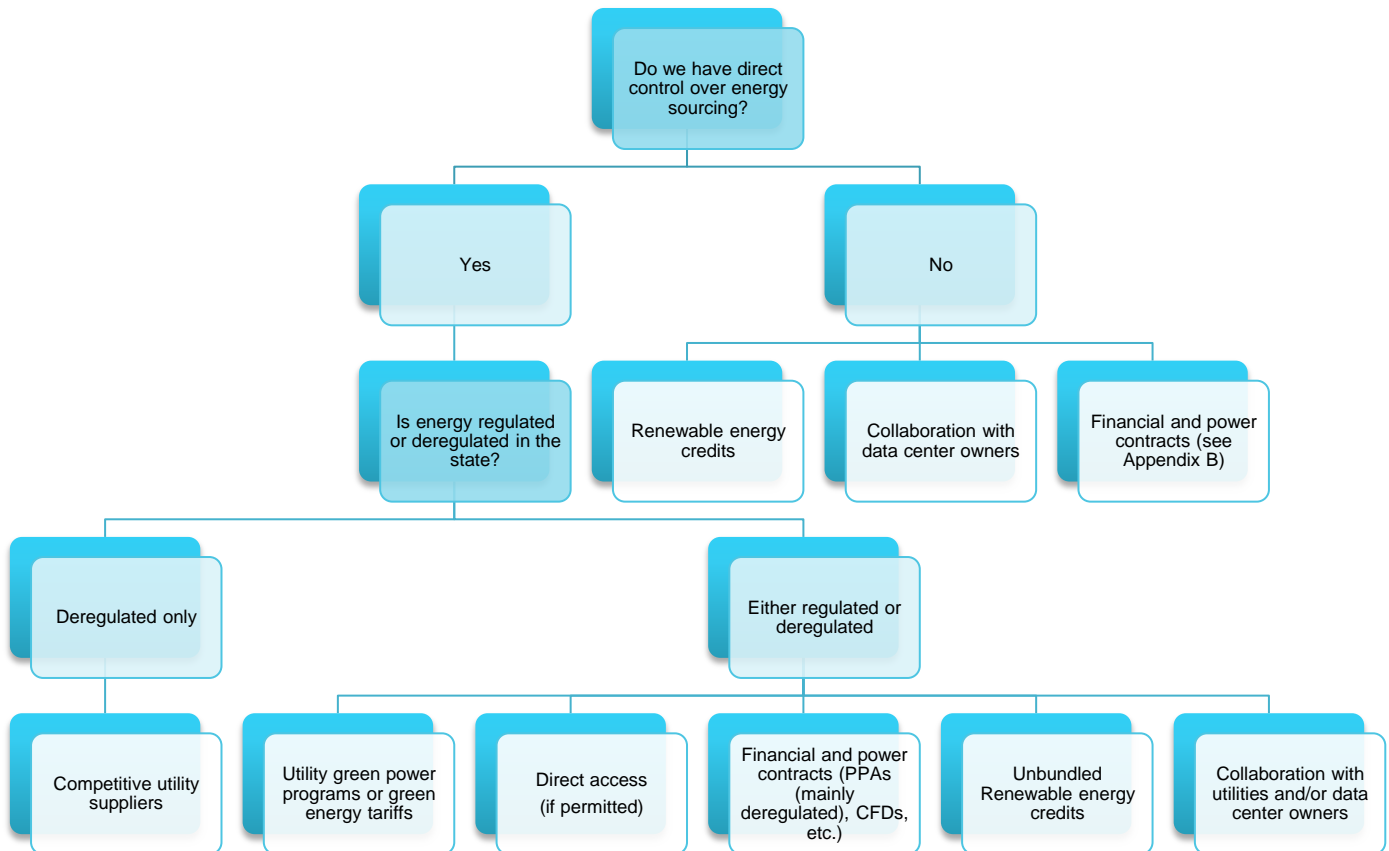 Do we have direct
control over energy
sourcing?
Yes
No
Is energy regulated
or deregulated in the
state?
Renewable energy
credits
Collaboration with
data center owners
Financial and power
contracts (see
Appendix B)
Deregulated only
Either regulated or
deregulated
Competitive utility
suppliers
Utility green power
programs or green
energy tariffs
Direct access
(if permitted)
Financial and power
contracts (PPAs
(mainly
deregulated), CFDs,
etc.)
Unbundled
Renewable energy
credits
Collaboration with
utilities and/or data
center owners